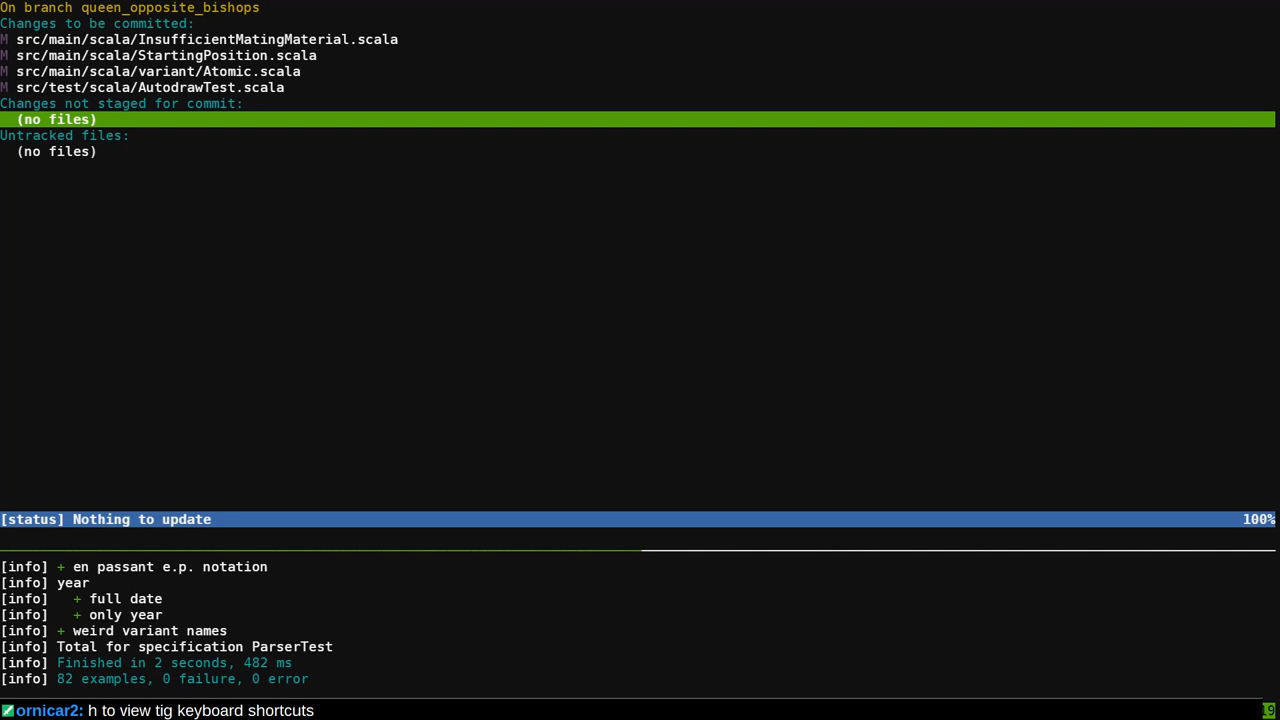 On branch queen_opposite_bishops
Changes to be committed:
M src/main/scala/InsufficientMatingMaterial.scala
M src/main/scala/StartingPosition.scala
M src/main/scala/variant/Atomic.scala
M src/test/scala/AutodrawTest.scala
Changes not staged for commit:
  (no files)
Untracked files:
  (no files)
[status] Nothing to update 100%
[info] + en passant e.p. notation
[info] year
[info]   + full date
[info]   + only year
[info] + weird variant names
[info] Total for specification ParserTest
[info] Finished in 2 seconds, 482 ms
[info] 82 examples, 0 failure, 0 error
ornicar2: h to view tig keyboard shortcuts